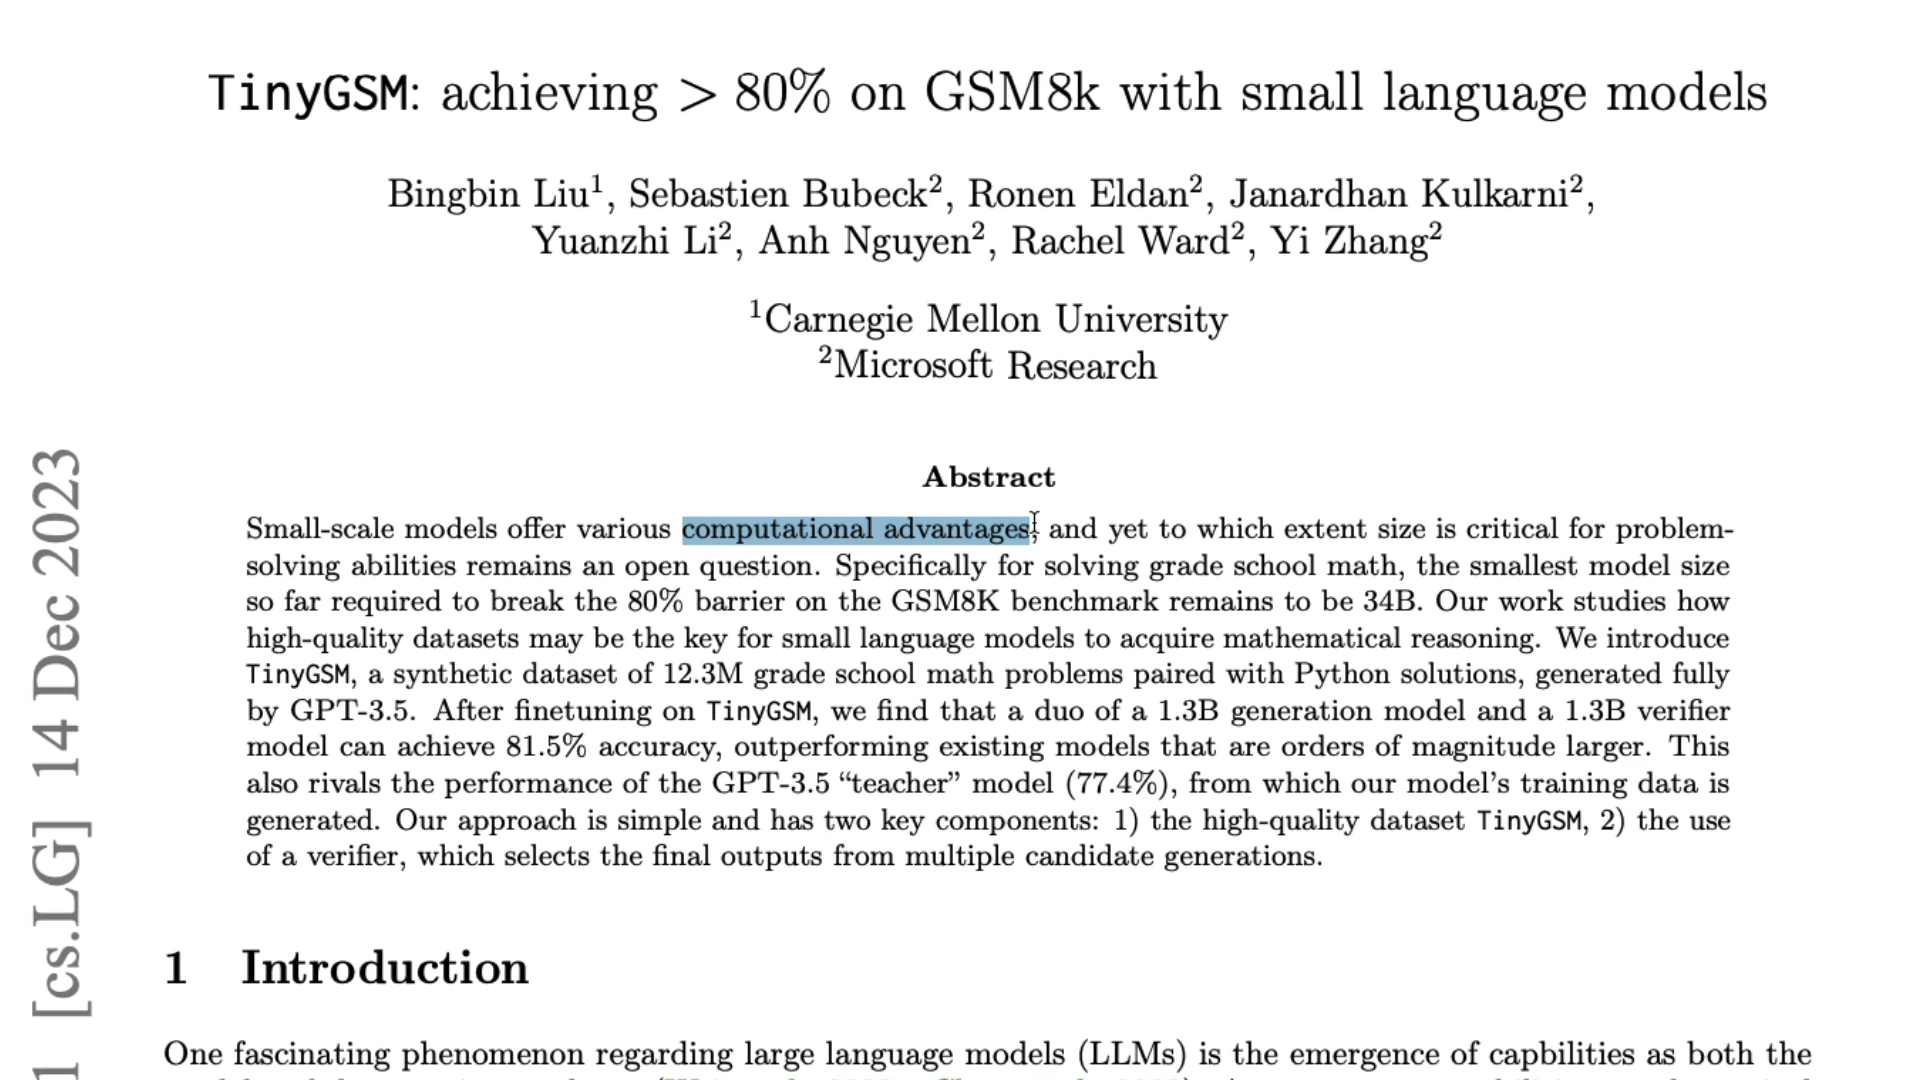 TinyGSM: achieving > 80% on GSM8k with small language models
Bingbin Liu¹, Sebastien Bubeck², Ronen Eldan², Janardhan Kulkarni²,
Yuanzhi Li², Anh Nguyen², Rachel Ward², Yi Zhang²
¹Carnegie Mellon University
²Microsoft Research
Abstract
Small-scale models offer various computational advantages, and yet to which extent size is critical for problem-
solving abilities remains an open question. Specifically for solving grade school math, the smallest model size
so far required to break the 80% barrier on the GSM8K benchmark remains to be 34B. Our work studies how
high-quality datasets may be the key for small language models to acquire mathematical reasoning. We introduce
TinyGSM, a synthetic dataset of 12.3M grade school math problems paired with Python solutions, generated fully
by GPT-3.5. After finetuning on TinyGSM, we find that a duo of a 1.3B generation model and a 1.3B verifier
model can achieve 81.5% accuracy, outperforming existing models that are orders of magnitude larger. This
also rivals the performance of the GPT-3.5 “teacher” model (77.4%), from which our model’s training data is
generated. Our approach is simple and has two key components: 1) the high-quality dataset TinyGSM, 2) the use
of a verifier, which selects the final outputs from multiple candidate generations.
1 Introduction
One fascinating phenomenon regarding large language models (LLMs) is the emergence of capbilities as both the
1 [cs.LG] 14 Dec 2023